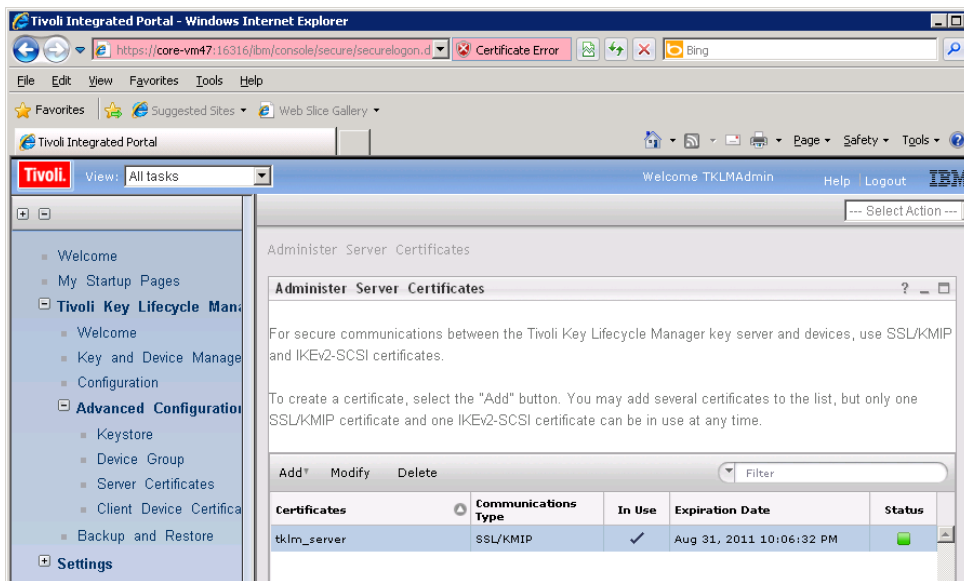 Tivoli Integrated Portal - Windows Internet Explorer
https://core-vm47:16316/ibm/console/secure/securelogon.d
Certificate Error
Bing
File Edit View Favorites Tools Help
Favorites Suggested Sites Web Slice Gallery
Tivoli Integrated Portal
Page Safety Tools
Tivoli. View: All tasks Welcome TKLMAdmin Help Logout IBM
--- Select Action ---
Welcome
My Startup Pages
Tivoli Key Lifecycle Mana
Welcome
Key and Device Manage
Configuration
Advanced Configuration
Keystore
Device Group
Server Certificates
Client Device Certifica
Backup and Restore
Settings
Administer Server Certificates
Administer Server Certificates ?
For secure communications between the Tivoli Key Lifecycle Manager key server and devices, use SSL/KMIP
and IKEv2-SCSI certificates.
To create a certificate, select the "Add" button. You may add several certificates to the list, but only one
SSL/KMIP certificate and one IKEv2-SCSI certificate can be in use at any time.
Add Modify Delete Filter
Certificates Communications Type In Use Expiration Date Status
tklm_server SSL/KMIP Aug 31, 2011 10:06:32 PM